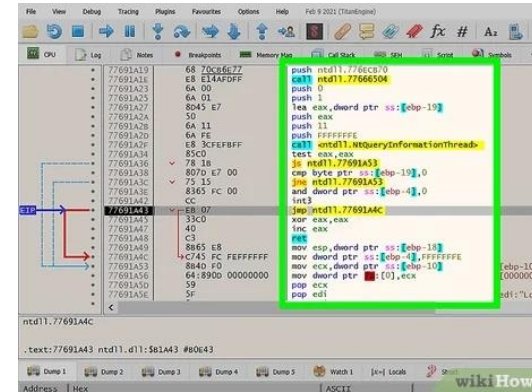 File View Debug Tracing Plugins Favourites Options Help Feb 9 2021 (TitanEngine)
fx # A₂
CPU Log Notes Breakpoints Memory Map Call Stack SEH Script Symbols
77691A19 68 70CB6E77 push ntdll.776ECB70
77691A1E E8 E14AFDFF call ntdll.77666504
77691A23 6A 00 push 0
77691A25 6A 01 push 1
77691A27 8D45 E7 lea eax,dword ptr ss:[ebp-19]
77691A2A 50 push eax
77691A2B 6A 11 push 11
77691A2D 6A FE push FFFFFFFE
77691A2F E8 3CFEFBFF call <ntdll.NtQueryInformationThread>
77691A34 85C0 test eax,eax
77691A36 78 1B js ntdll.77691A53
77691A38 807D E7 00 cmp byte ptr ss:[ebp-19],0
77691A3C 75 15 jne ntdll.77691A53
77691A3E 8365 FC 00 and dword ptr ss:[ebp-4],0
77691A42 CC int3
EIP 77691A43 EB 07 jmp ntdll.77691A4C
77691A45 33C0 xor eax,eax
77691A47 40 inc eax
77691A48 C3 ret
77691A49 8B65 E8 mov esp,dword ptr ss:[ebp-18]
77691A4C C745 FC FEFFFFFF mov dword ptr ss:[ebp-4],FFFFFFFE
77691A53 8B4D F0 mov ecx,dword ptr ss:[ebp-10] [ebp-10
77691A56 64:890D 00000000 mov dword ptr fs:[0],ecx [00000
77691A5D 59 pop ecx
77691A5E 5F pop edi edi:"Ld
ntdll.77691A4C
.text:77691A43 ntdll.dll:$B1A43 #B0E43
Dump 1 Dump 2 Dump 3 Dump 4 Dump 5 Watch 1 [x=] Locals
Address Hex ASCII
wikiHow